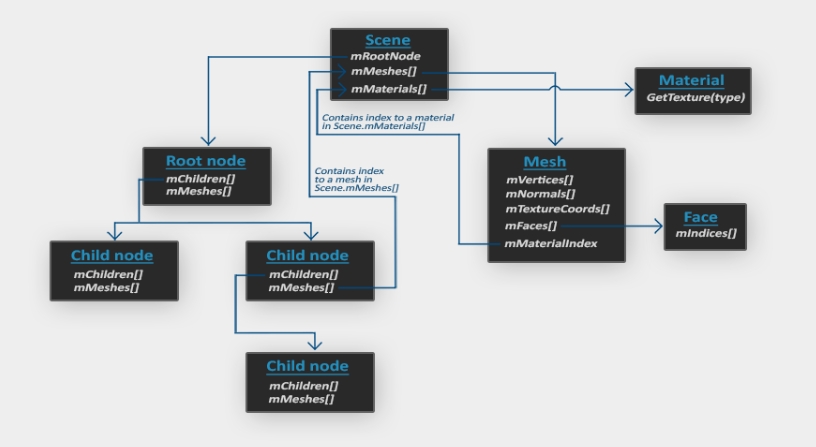 Scene
mRootNode
mMeshes[]
mMaterials[]
Material
GetTexture(type)
Contains index to a material
in Scene.mMaterials[]
Root node
mChildren[]
mMeshes[]
Contains index
to a mesh in
Scene.mMeshes[]
Mesh
mVertices[]
mNormals[]
mTextureCoords[]
mFaces[]
mMaterialIndex
Face
mIndices[]
Child node
mChildren[]
mMeshes[]
Child node
mChildren[]
mMeshes[]
Child node
mChildren[]
mMeshes[]